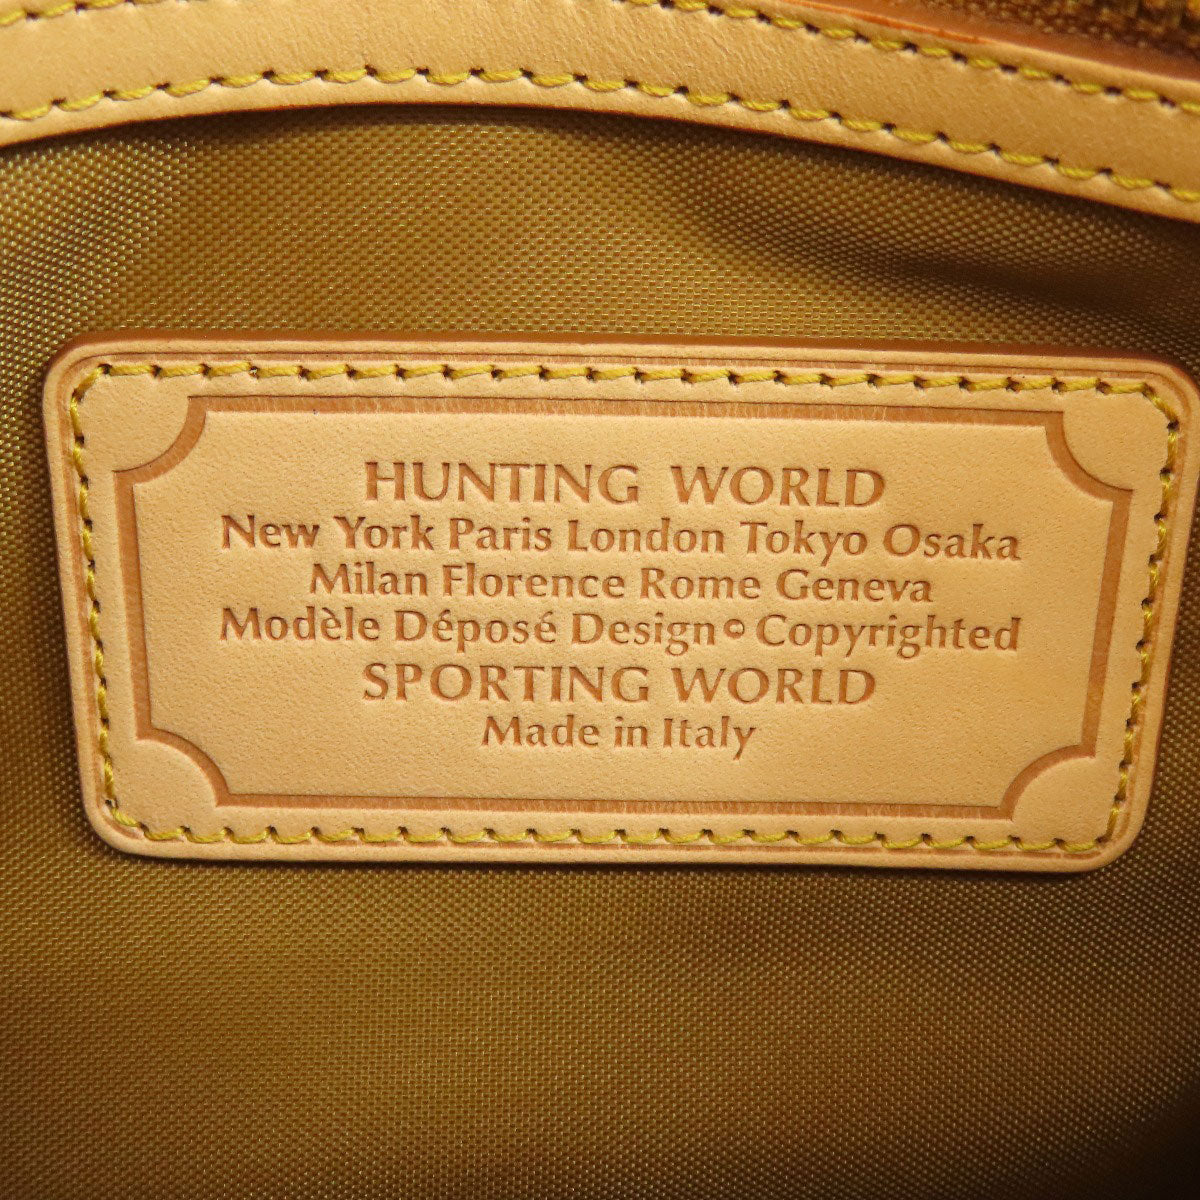 HUNTING WORLD
New York Paris London Tokyo Osaka
Milan Florence Rome Geneva
Modèle Déposé Design © Copyrighted
SPORTING WORLD
Made in Italy